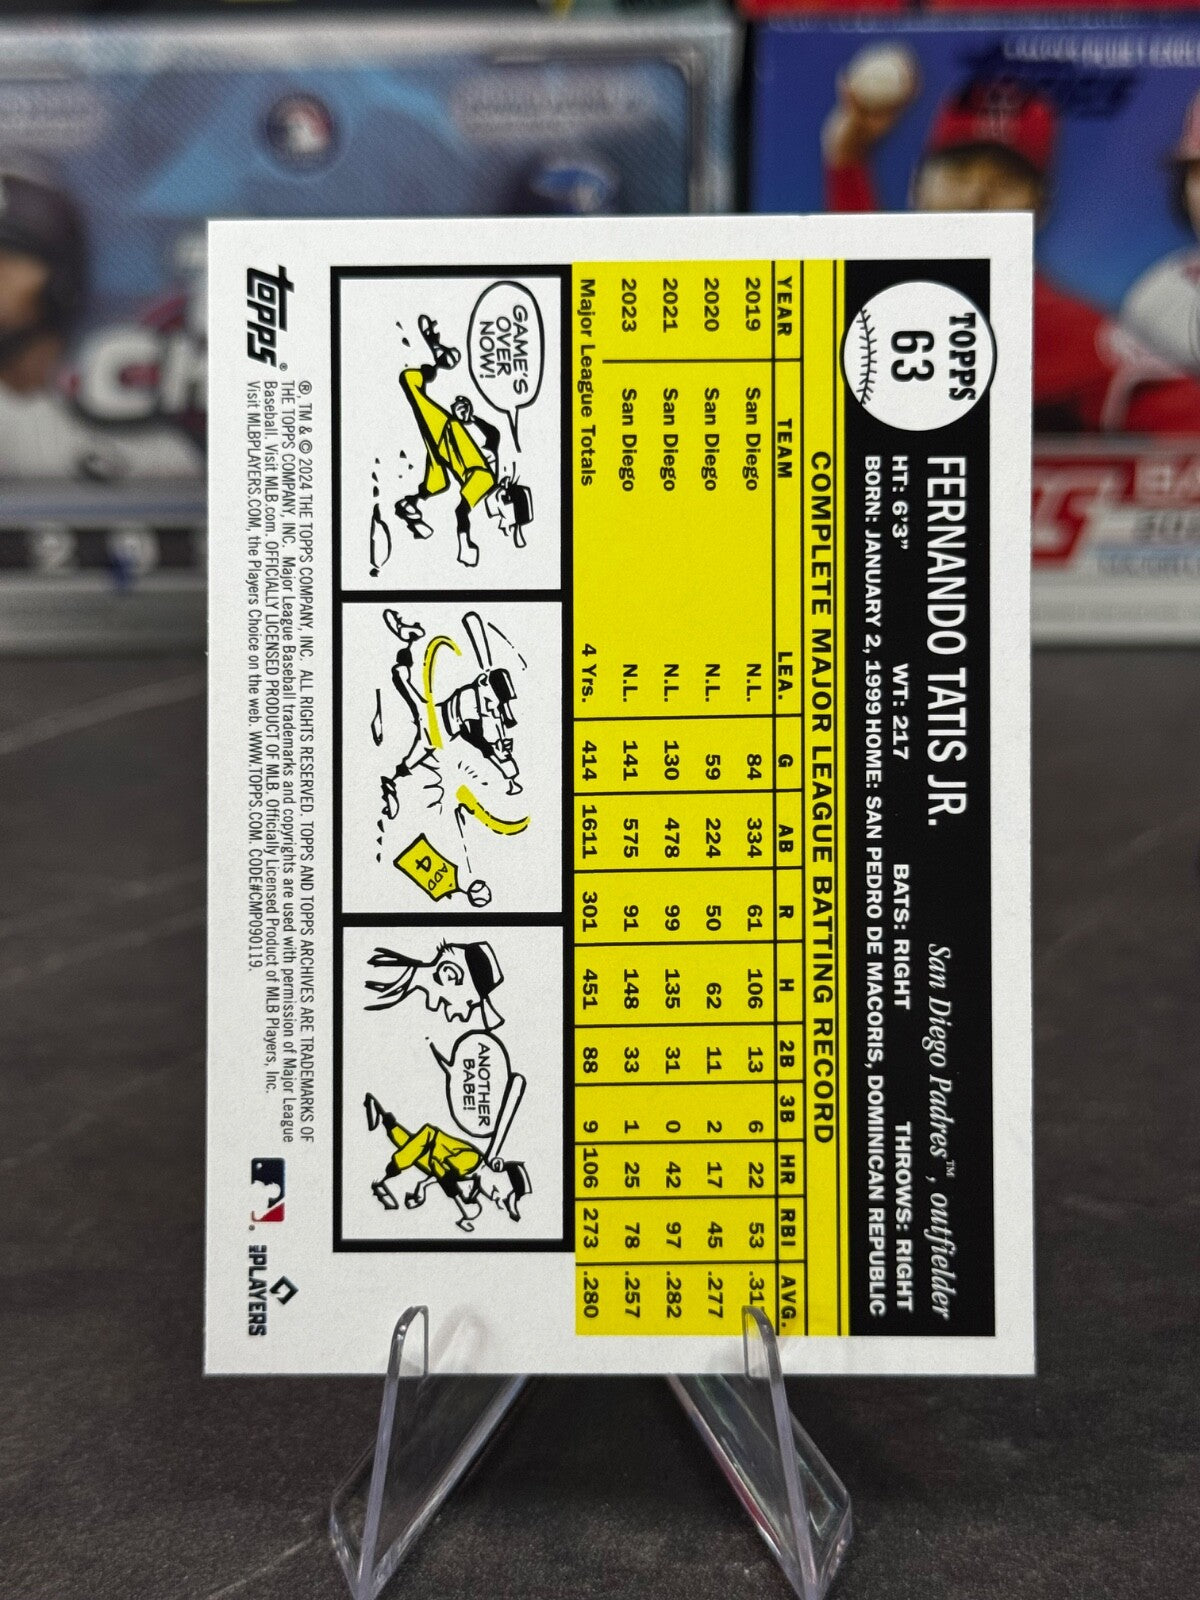 TOPPS
63
FERNANDO TATIS JR.
San Diego Padres™, outfielder
HT: 6'3" WT: 217 BATS: RIGHT THROWS: RIGHT
BORN: JANUARY 2, 1999 HOME: SAN PEDRO DE MACORIS, DOMINICAN REPUBLIC
COMPLETE MAJOR LEAGUE BATTING RECORD
YEAR TEAM LEA. G AB R H 2B 3B HR RBI AVG.
2019 San Diego N.L. 84 334 61 106 13 6 22 53 .31
2020 San Diego N.L. 59 224 50 62 11 2 17 45 .277
2021 San Diego N.L. 130 478 99 135 31 0 42 97 .282
2023 San Diego N.L. 141 575 91 148 33 1 25 78 .257
Major League Totals 4 Yrs. 414 1611 301 451 88 9 106 273 .280
GAME'S
OVER
NOW!
ADD
4
ANOTHER
BABE!
topps®
®, TM & © 2024 THE TOPPS COMPANY, INC. ALL RIGHTS RESERVED. TOPPS AND TOPPS ARCHIVES ARE TRADEMARKS OF
THE TOPPS COMPANY, INC. Major League Baseball trademarks and copyrights are used with permission of Major League
Baseball. Visit MLB.com. OFFICIALLY LICENSED PRODUCT OF MLB. Officially Licensed Product of MLB Players, Inc.
Visit MLBPLAYERS.COM, the Players Choice on the web. WWW.TOPPS.COM. CODE#CMP090119.
PLAYERS